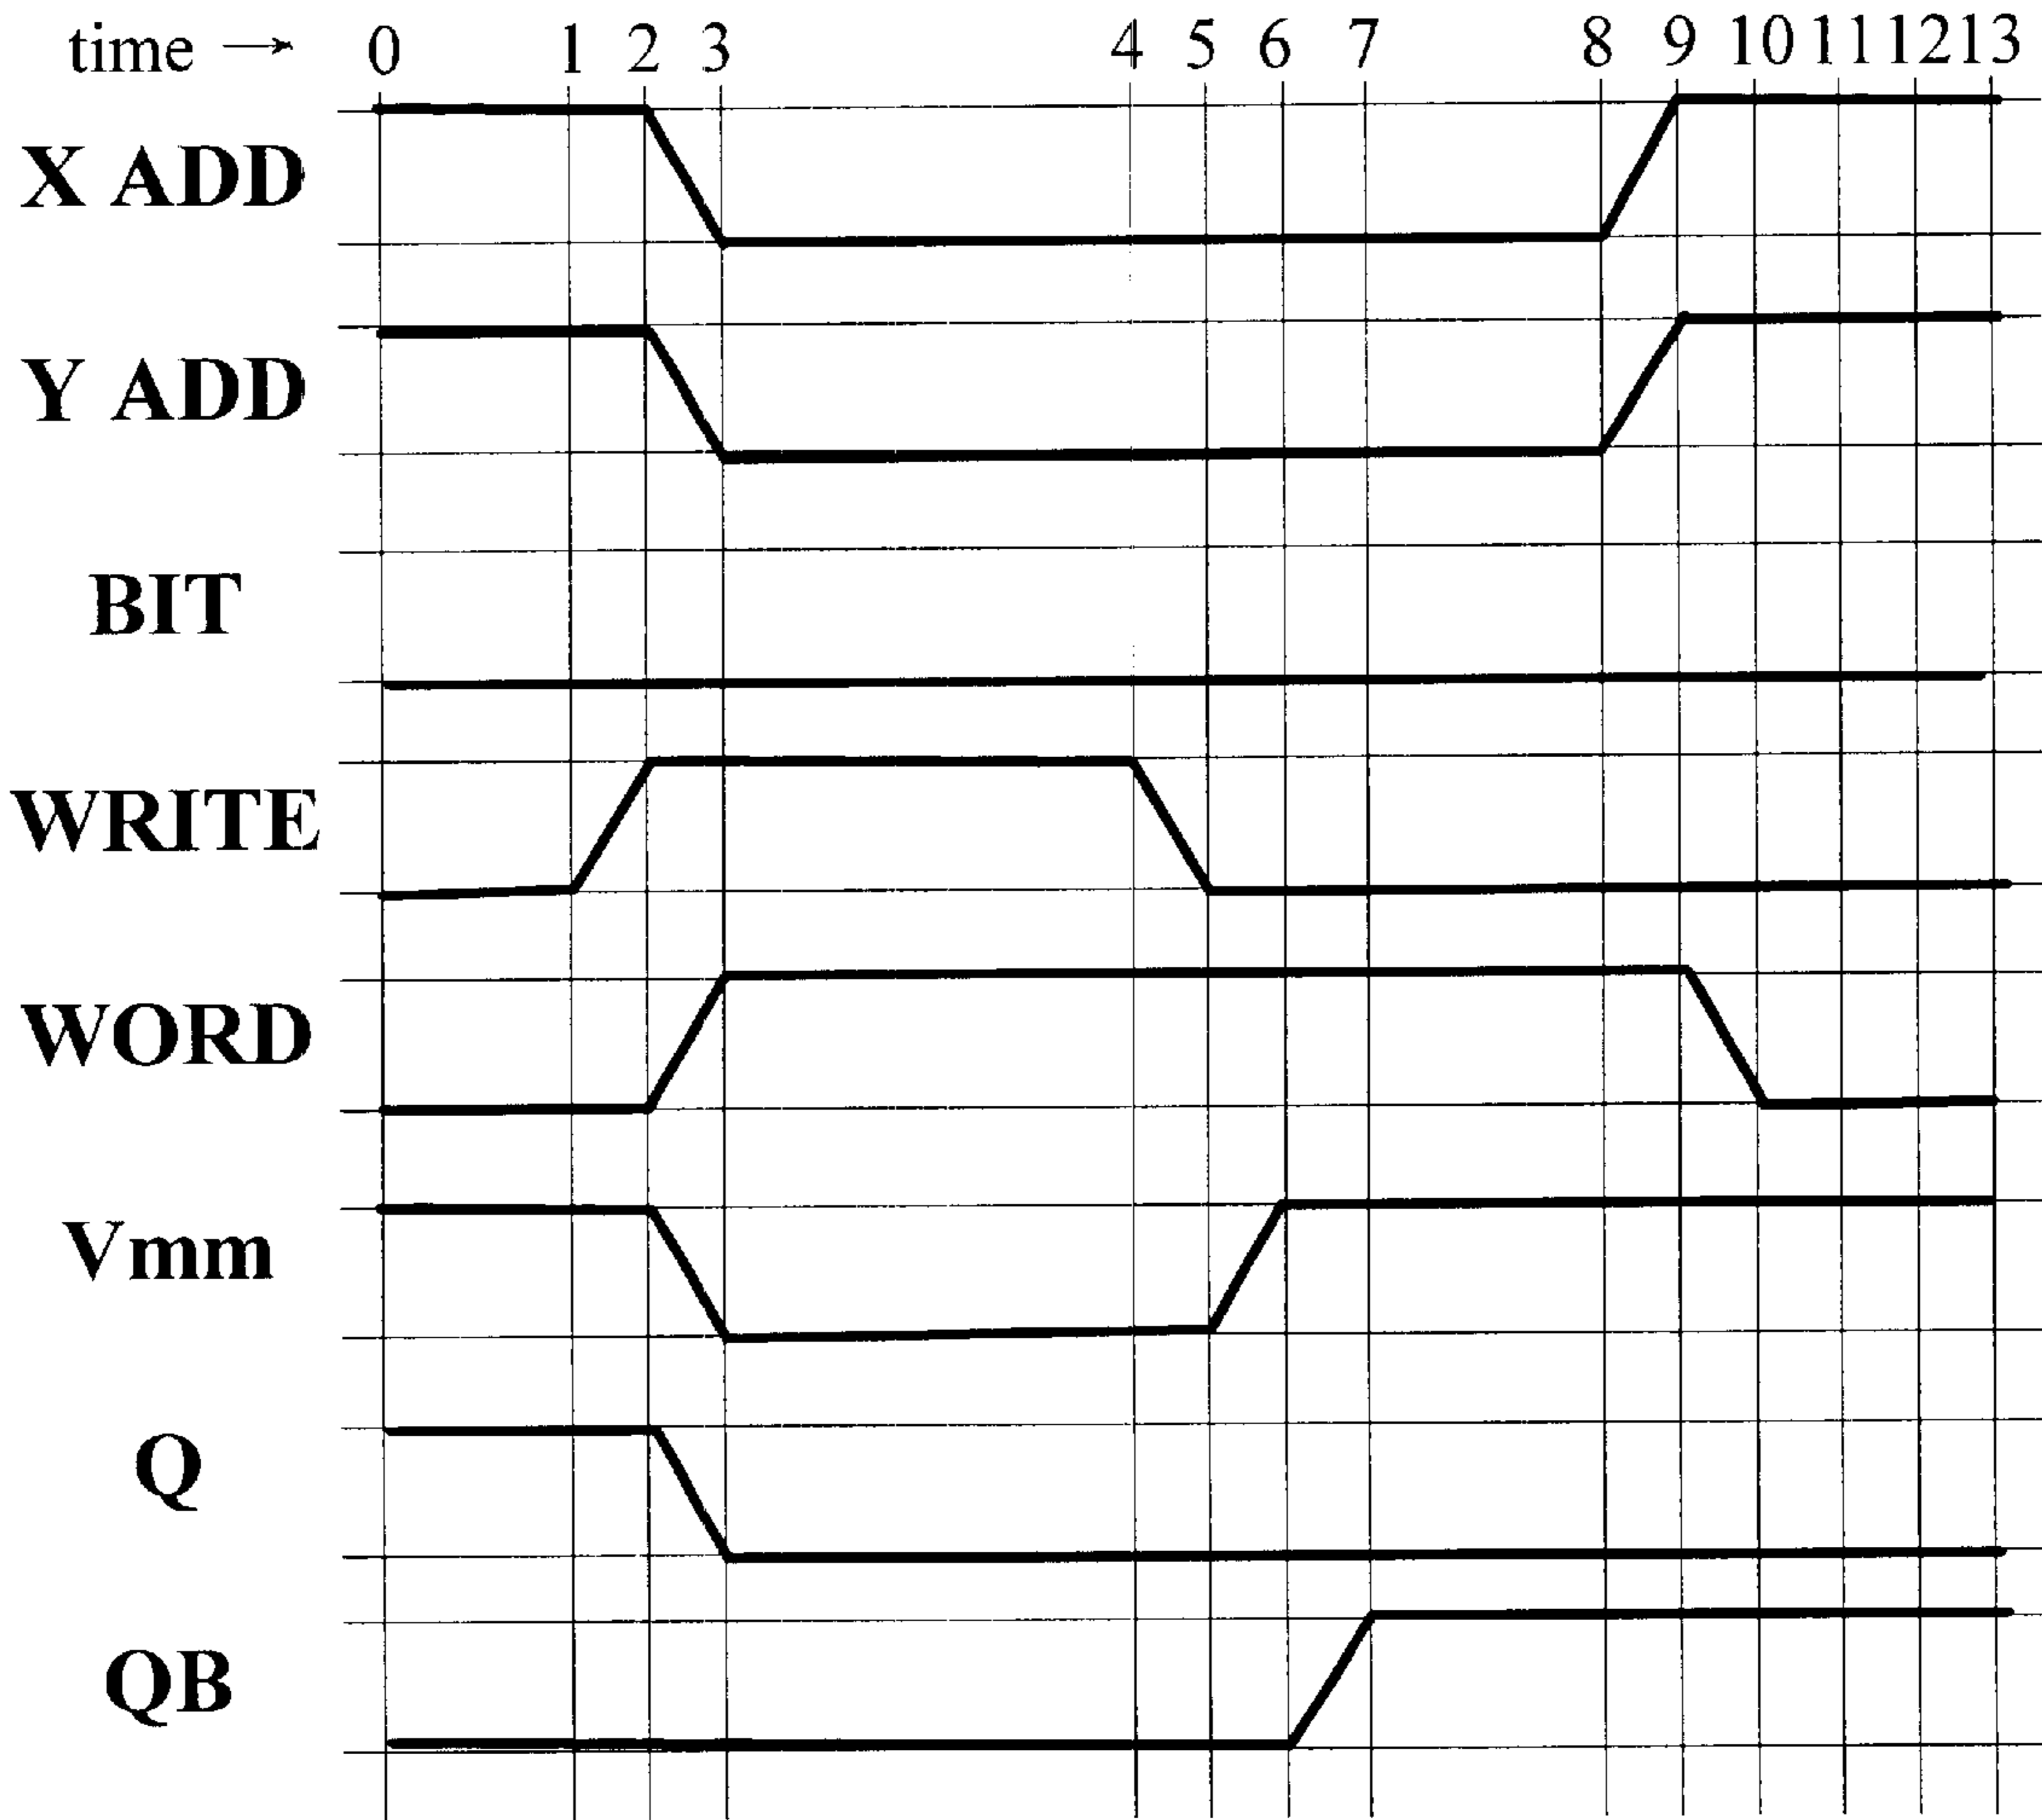 time → 0 1 2 3 4 5 6 7 8 9 10 11 12 13
X ADD
Y ADD
BIT
WRITE
WORD
Vmm
Q
QB